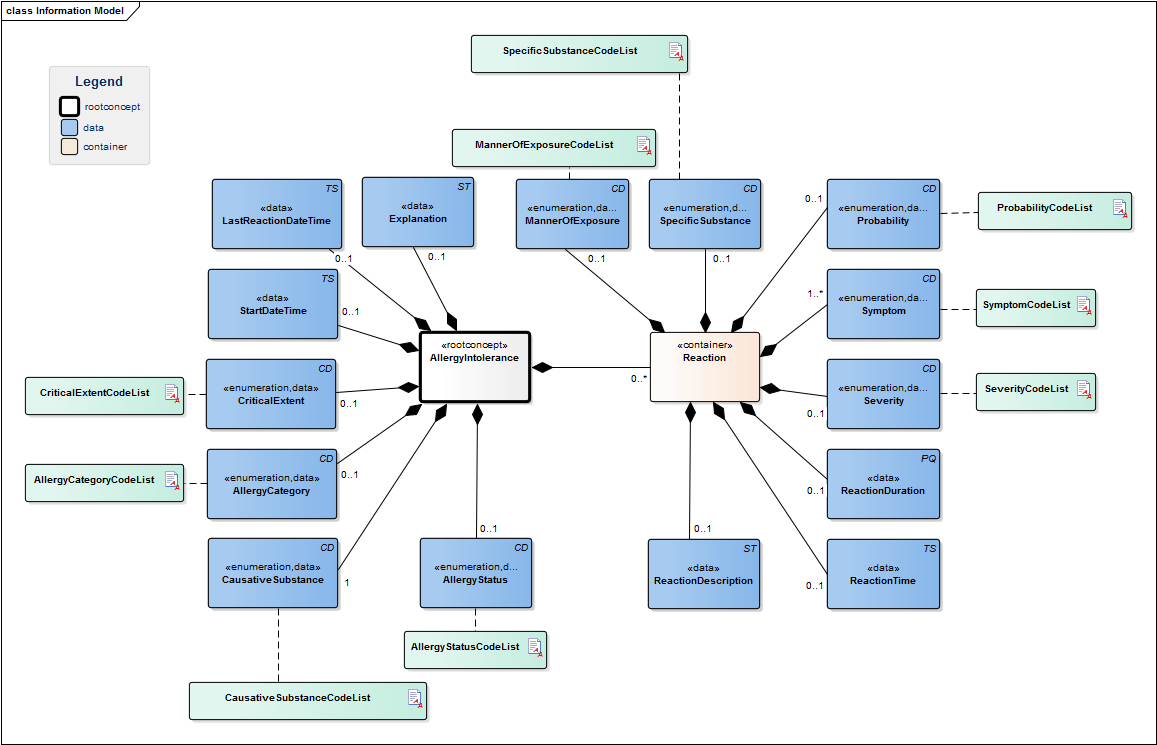 class Information Model
SpecificSubstanceCodeList
Legend
rootconcept
data
container
MannerOfExposureCodeList
TS
«data»
LastReactionDateTime
0..1
ST
«data»
Explanation
0..1
CD
«enumeration,da...
MannerOfExposure
0..1
CD
«enumeration,d...
SpecificSubstance
0..1
0..1
CD
«enumeration,da...
Probability
ProbabilityCodeList
TS
«data»
StartDateTime
0..1
1..*
CD
«enumeration,da...
Symptom
SymptomCodeList
«rootconcept»
AllergyIntolerance
0..*
«container»
Reaction
CriticalExtentCodeList
CD
«enumeration,data»
CriticalExtent
0..1
CD
«enumeration,da...
Severity
0..1
SeverityCodeList
AllergyCategoryCodeList
CD
«enumeration,data»
AllergyCategory
0..1
PQ
«data»
ReactionDuration
0..1
CD
«enumeration,data»
CausativeSubstance
1
0..1
CD
«enumeration,d...
AllergyStatus
0..1
ST
«data»
ReactionDescription
0..1
TS
«data»
ReactionTime
AllergyStatusCodeList
CausativeSubstanceCodeList